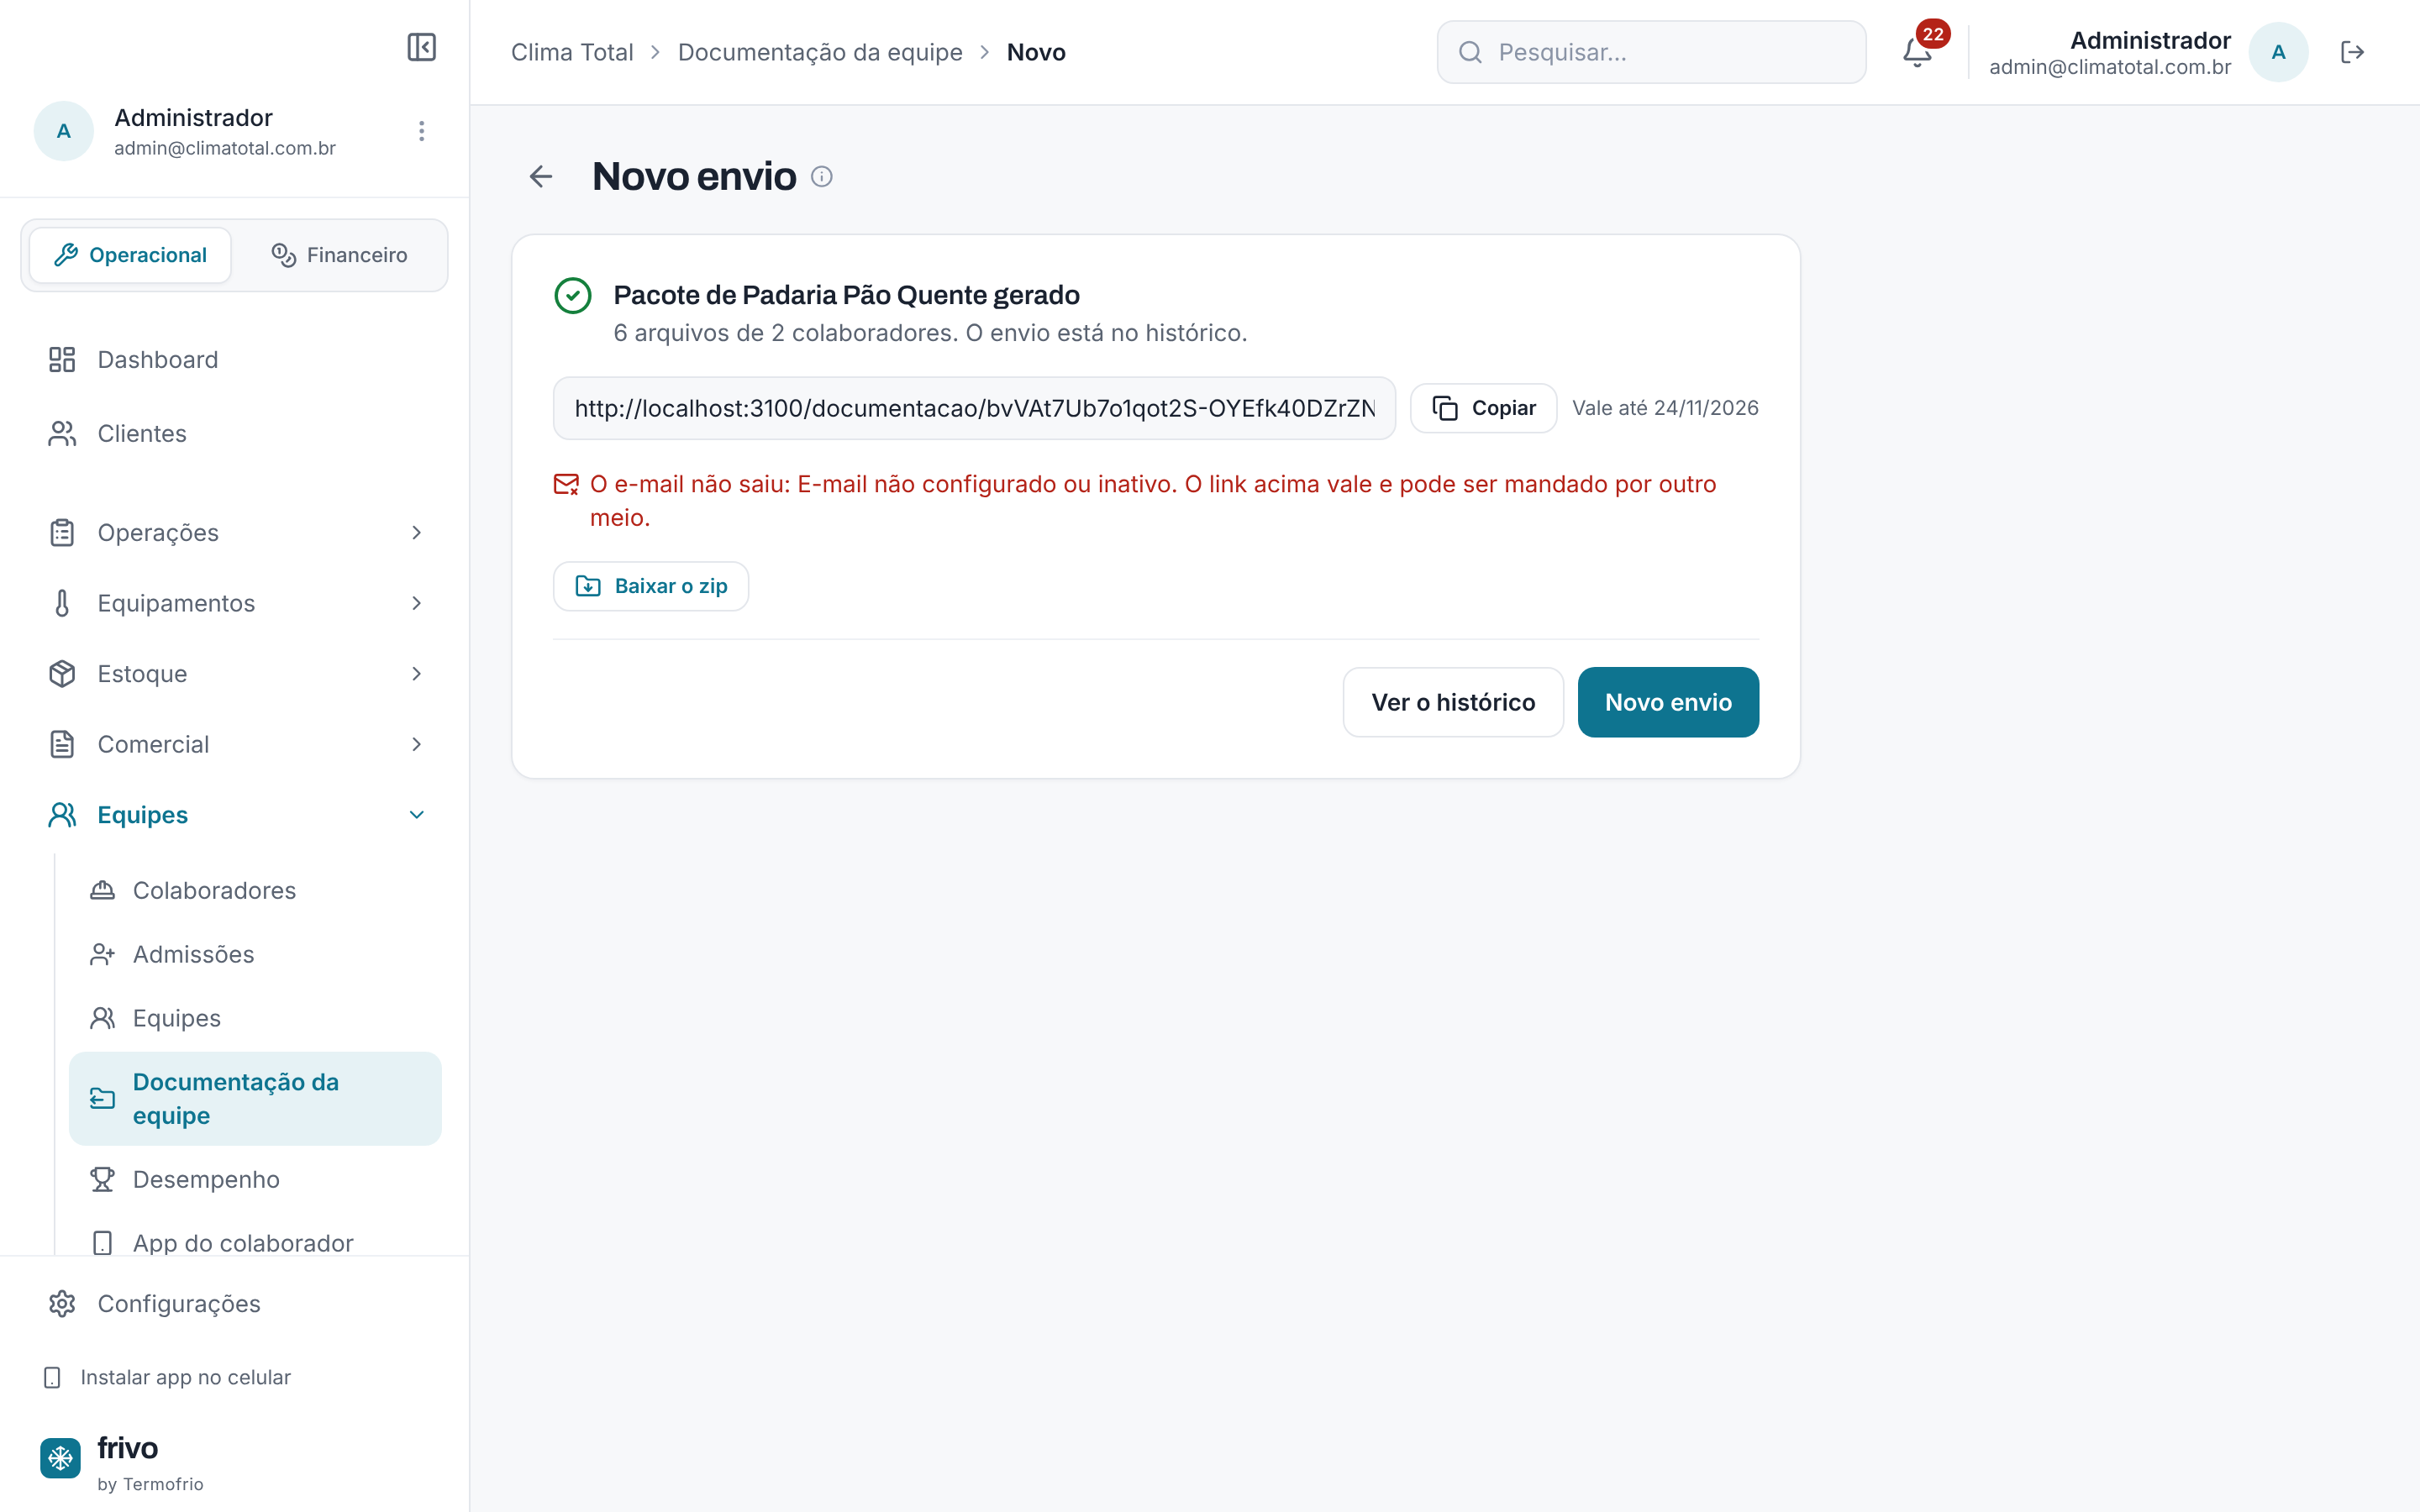 Administrador
admin@climatotal.com.br
Operacional
Financeiro
Dashboard
Clientes
Operações
Equipamentos
Estoque
Comercial
Equipes
Colaboradores
Admissões
Equipes
Documentação da
equipe
Desempenho
App do colaborador
Configurações
Instalar app no celular
frivo
by Termofrio
Clima Total > Documentação da equipe > Novo
Pesquisar...
22
Administrador
admin@climatotal.com.br
A
A
Novo envio
Pacote de Padaria Pão Quente gerado
6 arquivos de 2 colaboradores. O envio está no histórico.
http://localhost:3100/documentacao/bvVAt7Ub7o1qot2S-OYEfk40DZrZN
Copiar
Vale até 24/11/2026
O e-mail não saiu: E-mail não configurado ou inativo. O link acima vale e pode ser mandado por outro
meio.
Baixar o zip
Ver o histórico
Novo envio